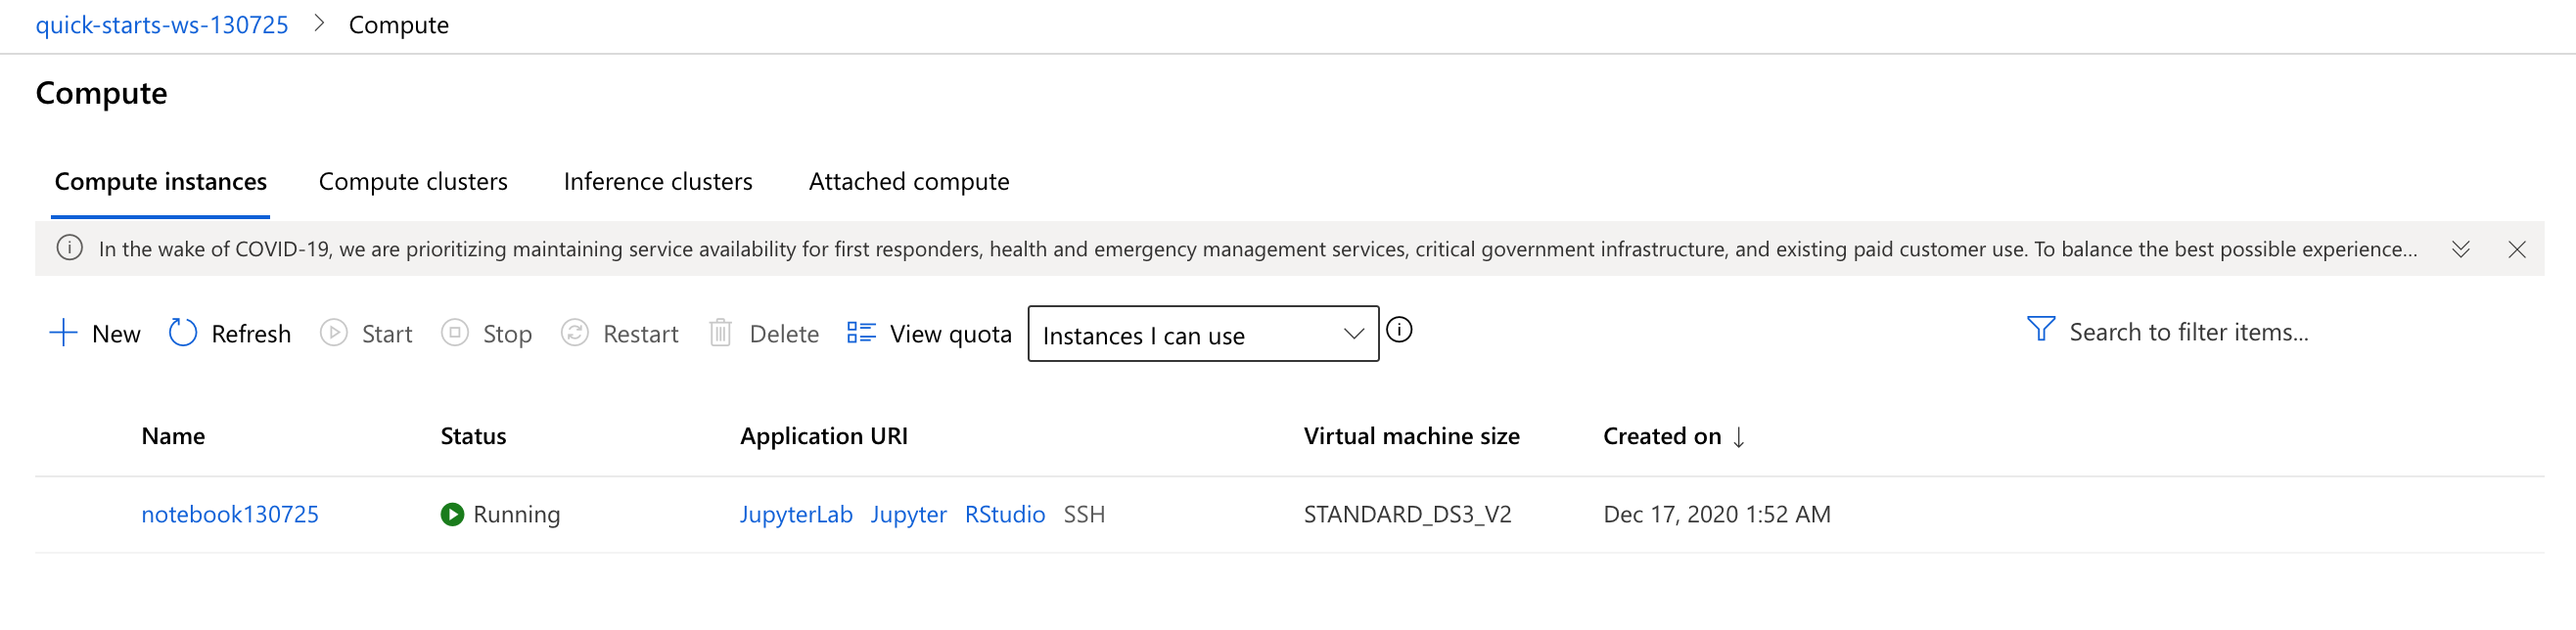 quick-starts-ws-130725 > Compute
Compute
Compute instances Compute clusters Inference clusters Attached compute
In the wake of COVID-19, we are prioritizing maintaining service availability for first responders, health and emergency management services, critical government infrastructure, and existing paid customer use. To balance the best possible experience...
New Refresh Start Stop Restart Delete View quota Instances I can use Search to filter items...
Name Status Application URI Virtual machine size Created on ↓
notebook130725 Running JupyterLab Jupyter RStudio SSH STANDARD_DS3_V2 Dec 17, 2020 1:52 AM